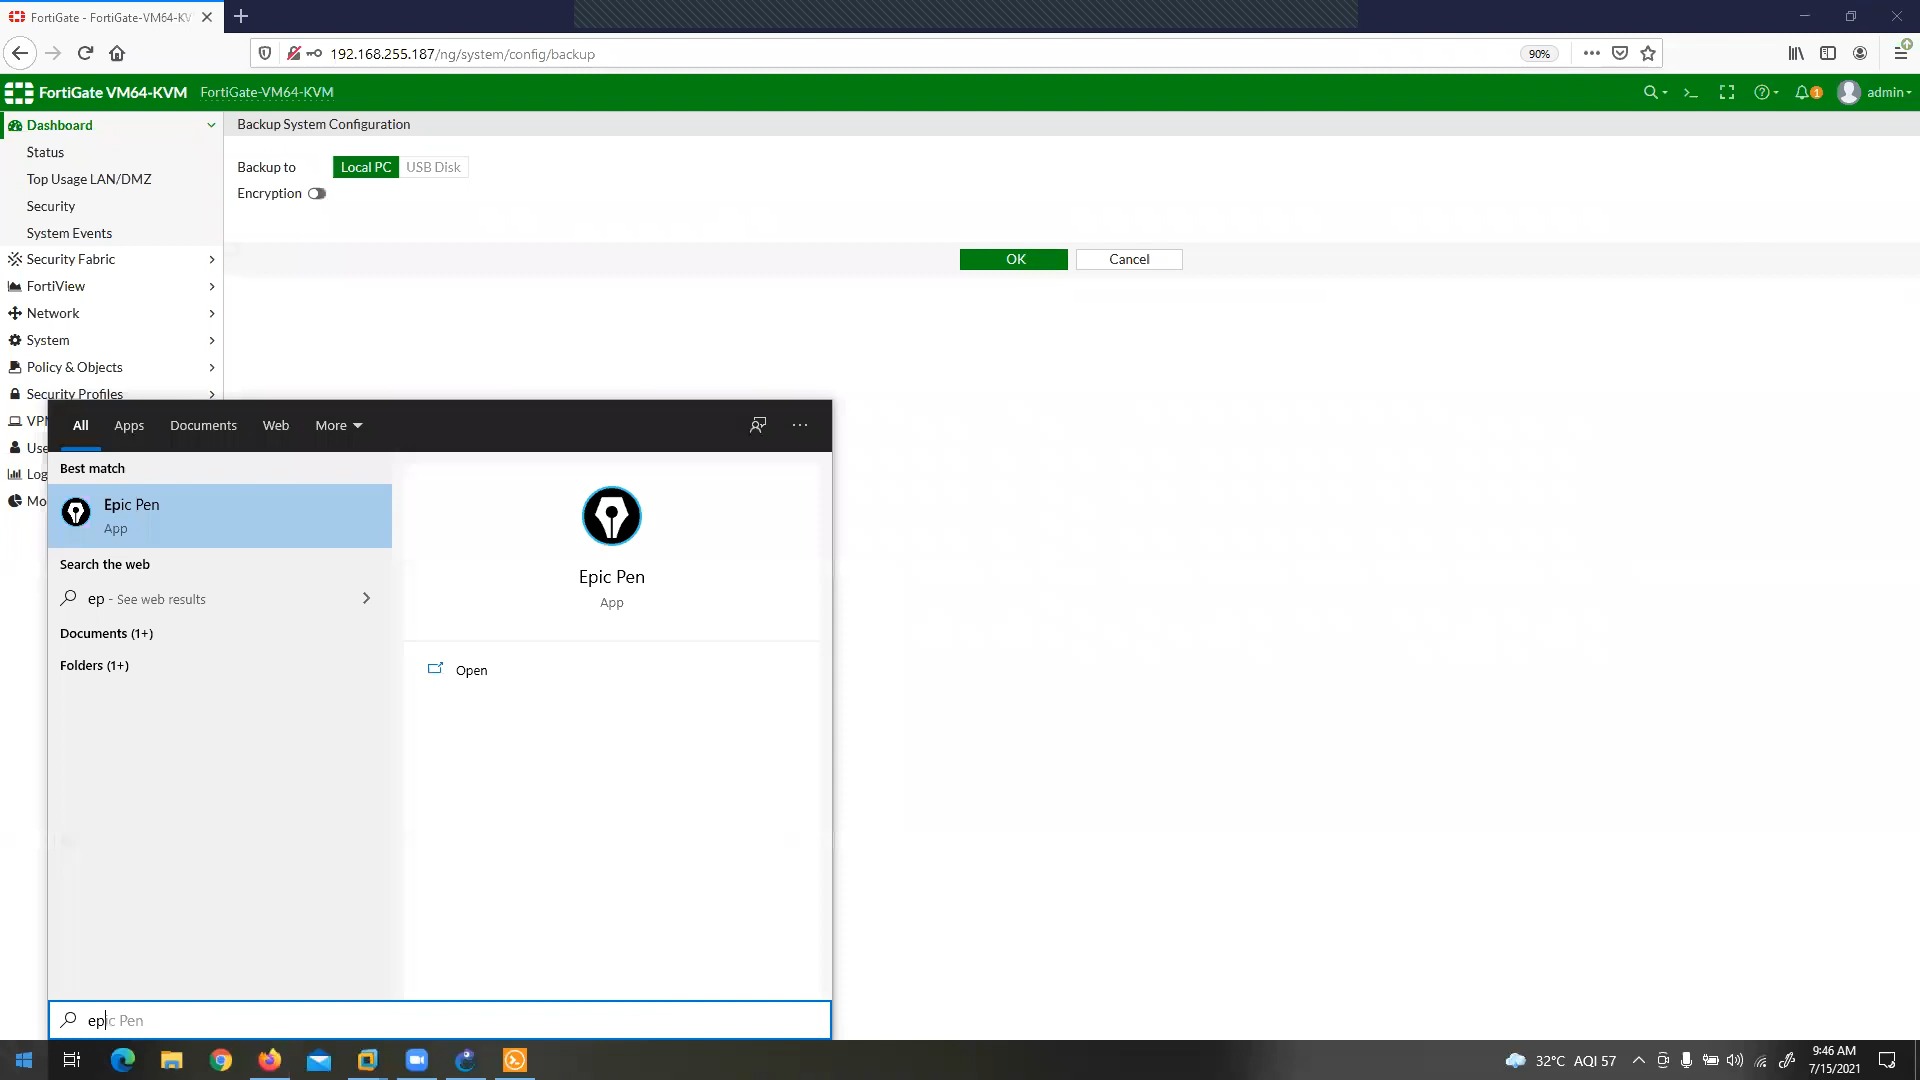 FortiGate - FortiGate-VM64-KV
192.168.255.187/ng/system/config/backup
90%
FortiGate VM64-KVM
FortiGate-VM64-KVM
1
admin
Dashboard
Status
Top Usage LAN/DMZ
Security
System Events
Security Fabric
FortiView
Network
System
Policy & Objects
Security Profiles
VPN
Use
Log
Mo
Backup System Configuration
Backup to
Local PC
USB Disk
Encryption
OK
Cancel
All
Apps
Documents
Web
More
Best match
Epic Pen
App
Search the web
ep - See web results
Documents (1+)
Folders (1+)
Epic Pen
App
Open
epic Pen
32°C AQI 57
9:46 AM
7/15/2021